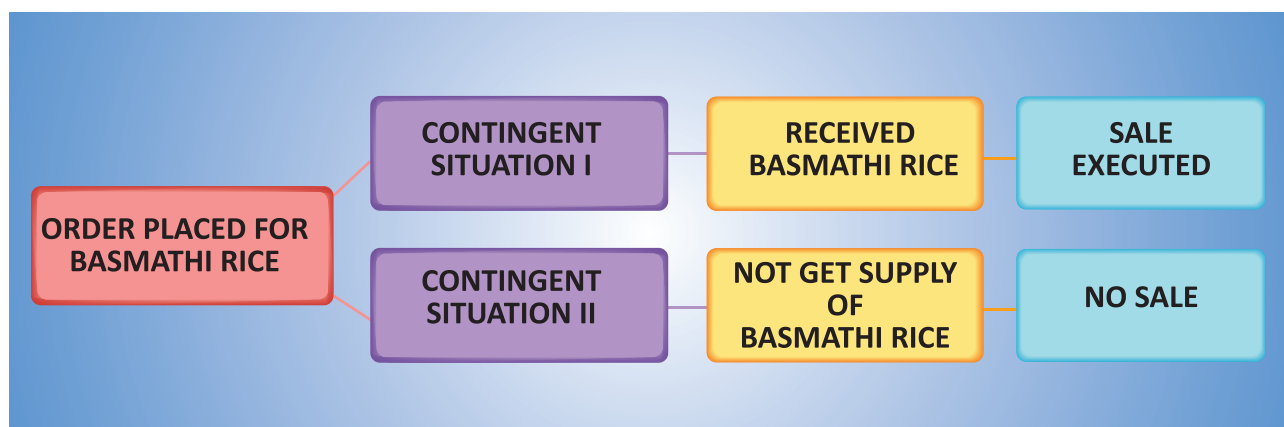 ORDER PLACED FOR
BASMATHI RICE
CONTINGENT
SITUATION I
RECEIVED
BASMATHI RICE
SALE
EXECUTED
CONTINGENT
SITUATION II
NOT GET SUPPLY
OF
BASMATHI RICE
NO SALE